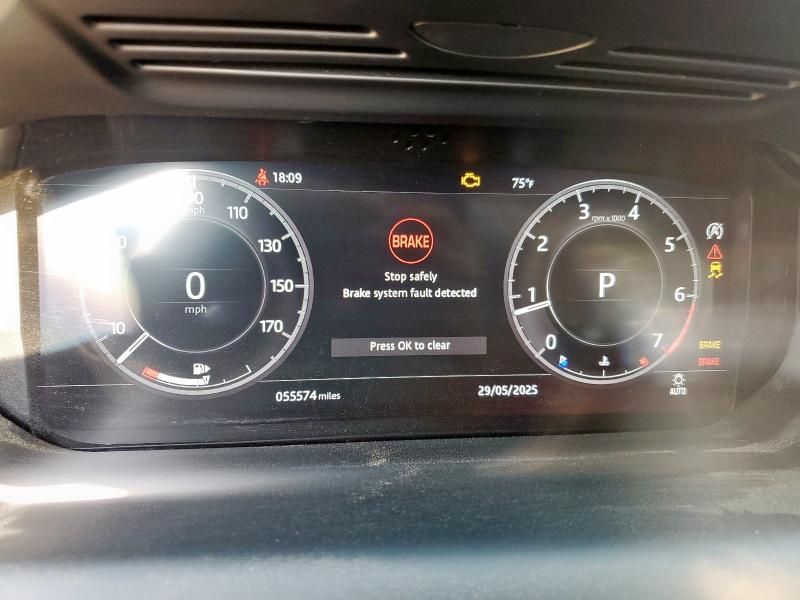 18:09
75°F
mph
110
130
150
170
10
0
mph
BRAKE
Stop safely
Brake system fault detected
Press OK to clear
rpm x1000
0
1
2
3
4
5
6
7
P
BRAKE
BRAKE
AUTO
055574 miles
29/05/2025